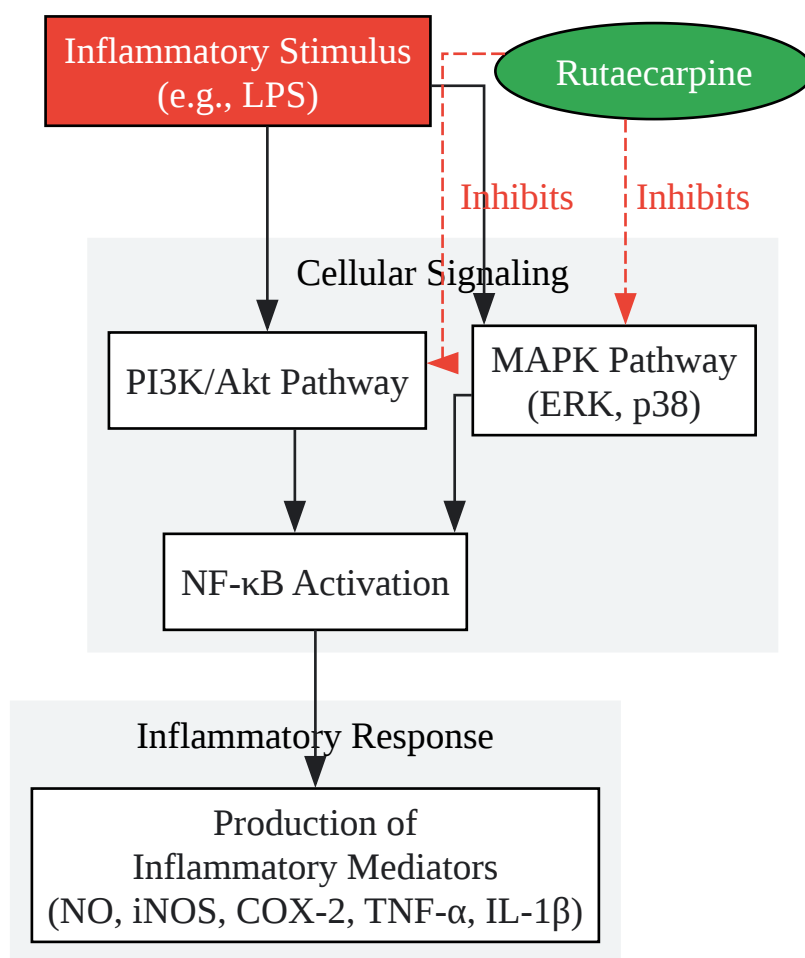 Inflammatory Stimulus
(e.g., LPS)
Rutaecarpine
Inhibits
Inhibits
Cellular Signaling
PI3K/Akt Pathway
MAPK Pathway
(ERK, p38)
NF-κB Activation
Inflammatory Response
Production of
Inflammatory Mediators
(NO, iNOS, COX-2, TNF-α, IL-1β)